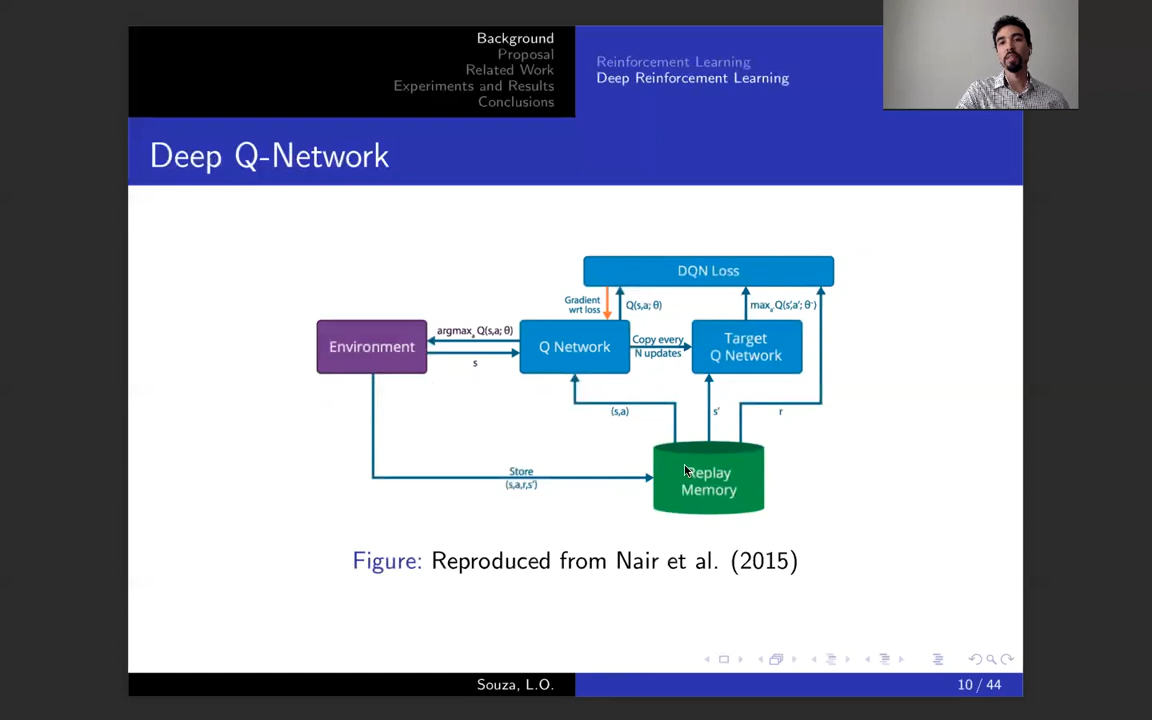 Background
Proposal
Related Work
Experiments and Results
Conclusions
Reinforcement Learning
Deep Reinforcement Learning
Deep Q-Network
DQN Loss
Gradient
wrt loss
Q(s,a; θ)
maxₐ' Q(s',a'; θ⁻)
Environment
argmaxₐ Q(s,a; θ)
s
Q Network
Copy every
N updates
Target
Q Network
(s,a)
s'
r
Store
(s,a,r,s')
Replay
Memory
Figure: Reproduced from Nair et al. (2015)
Souza, L.O.
10 / 44